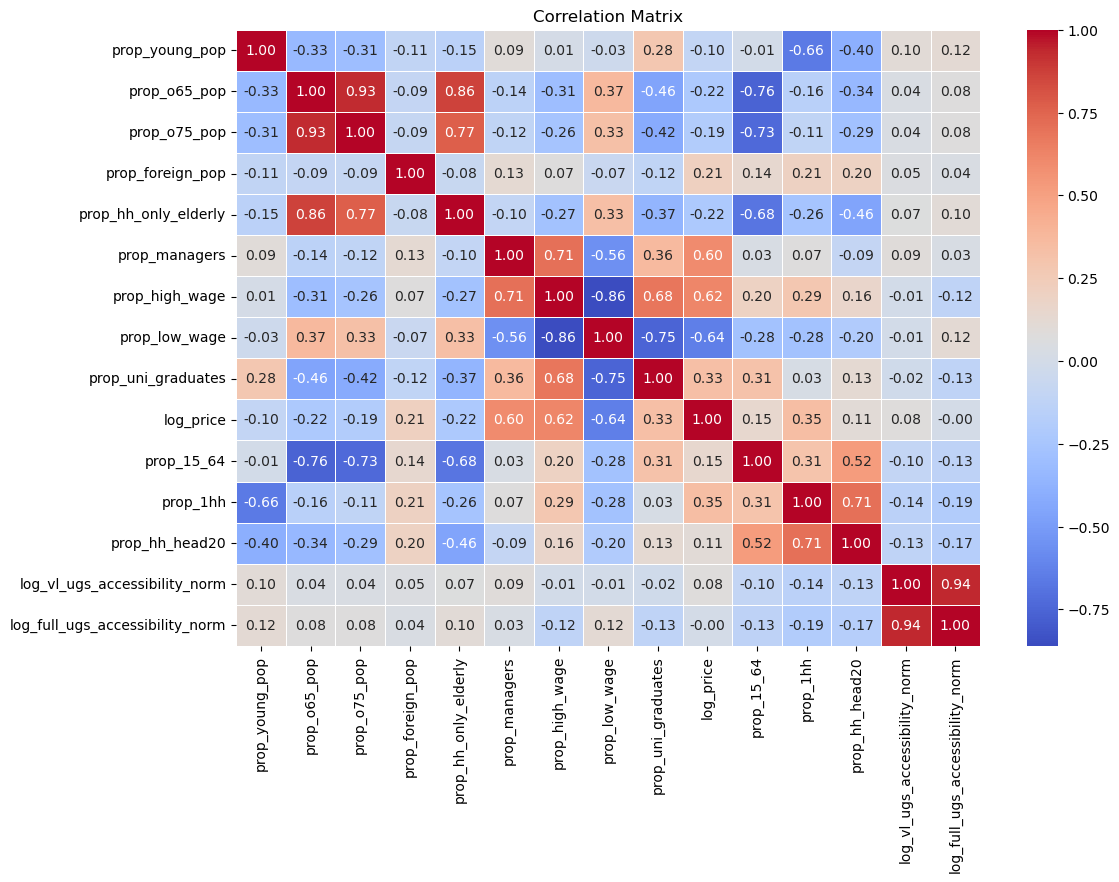 Correlation Matrix
prop_young_pop 1.00 -0.33 -0.31 -0.11 -0.15 0.09 0.01 -0.03 0.28 -0.10 -0.01 -0.66 -0.40 0.10 0.12
prop_o65_pop -0.33 1.00 0.93 -0.09 0.86 -0.14 -0.31 0.37 -0.46 -0.22 -0.76 -0.16 -0.34 0.04 0.08
prop_o75_pop -0.31 0.93 1.00 -0.09 0.77 -0.12 -0.26 0.33 -0.42 -0.19 -0.73 -0.11 -0.29 0.04 0.08
prop_foreign_pop -0.11 -0.09 -0.09 1.00 -0.08 0.13 0.07 -0.07 -0.12 0.21 0.14 0.21 0.20 0.05 0.04
prop_hh_only_elderly -0.15 0.86 0.77 -0.08 1.00 -0.10 -0.27 0.33 -0.37 -0.22 -0.68 -0.26 -0.46 0.07 0.10
prop_managers 0.09 -0.14 -0.12 0.13 -0.10 1.00 0.71 -0.56 0.36 0.60 0.03 0.07 -0.09 0.09 0.03
prop_high_wage 0.01 -0.31 -0.26 0.07 -0.27 0.71 1.00 -0.86 0.68 0.62 0.20 0.29 0.16 -0.01 -0.12
prop_low_wage -0.03 0.37 0.33 -0.07 0.33 -0.56 -0.86 1.00 -0.75 -0.64 -0.28 -0.28 -0.20 -0.01 0.12
prop_uni_graduates 0.28 -0.46 -0.42 -0.12 -0.37 0.36 0.68 -0.75 1.00 0.33 0.31 0.03 0.13 -0.02 -0.13
log_price -0.10 -0.22 -0.19 0.21 -0.22 0.60 0.62 -0.64 0.33 1.00 0.15 0.35 0.11 0.08 -0.00
prop_15_64 -0.01 -0.76 -0.73 0.14 -0.68 0.03 0.20 -0.28 0.31 0.15 1.00 0.31 0.52 -0.10 -0.13
prop_1hh -0.66 -0.16 -0.11 0.21 -0.26 0.07 0.29 -0.28 0.03 0.35 0.31 1.00 0.71 -0.14 -0.19
prop_hh_head20 -0.40 -0.34 -0.29 0.20 -0.46 -0.09 0.16 -0.20 0.13 0.11 0.52 0.71 1.00 -0.13 -0.17
log_vl_ugs_accessibility_norm 0.10 0.04 0.04 0.05 0.07 0.09 -0.01 -0.01 -0.02 0.08 -0.10 -0.14 -0.13 1.00 0.94
log_full_ugs_accessibility_norm 0.12 0.08 0.08 0.04 0.10 0.03 -0.12 0.12 -0.13 -0.00 -0.13 -0.19 -0.17 0.94 1.00
prop_young_pop
prop_o65_pop
prop_o75_pop
prop_foreign_pop
prop_hh_only_elderly
prop_managers
prop_high_wage
prop_low_wage
prop_uni_graduates
log_price
prop_15_64
prop_1hh
prop_hh_head20
log_vl_ugs_accessibility_norm
log_full_ugs_accessibility_norm
1.00
0.75
0.50
0.25
0.00
−0.25
−0.50
−0.75